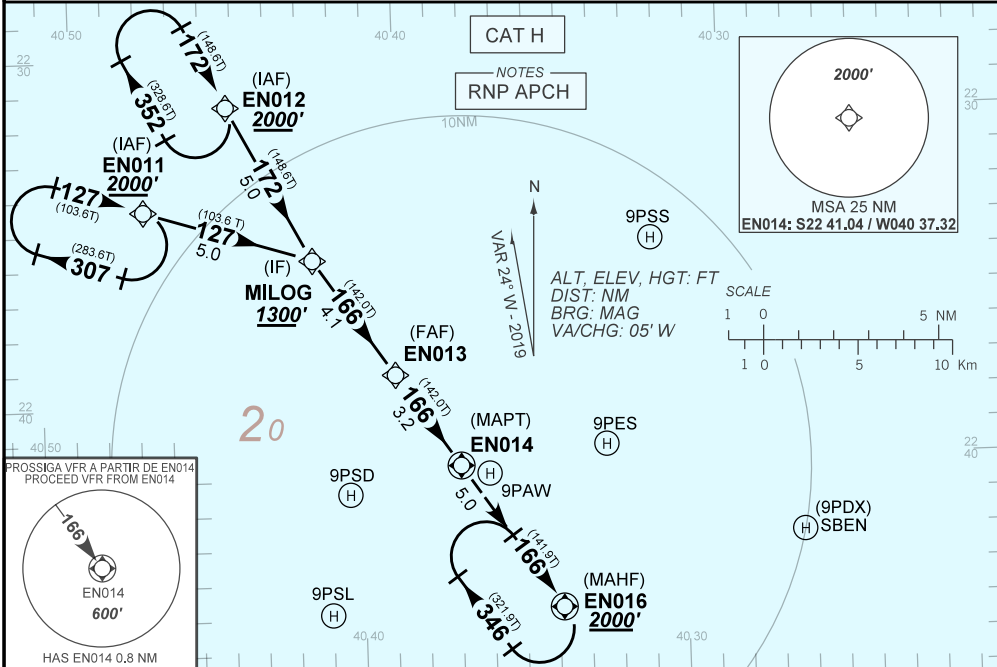 40 50
40 40
40 30
22
30
22
30
CAT H
NOTES
RNP APCH
10NM
2000'
MSA 25 NM
EN014: S22 41.04 / W040 37.32
172
(148.6T)
352
(328.6T)
(IAF)
EN012
2000'
(IAF)
EN011
2000'
127
(103.6T)
(283.6T)
307
172
(148.6T)
5.0
(103.6 T)
127
5.0
(IF)
MILOG
1300'
166
(142.0T)
4.1
(FAF)
EN013
166
(142.0T)
3.2
N
VAR 24° W - 2019
9PSS
H
ALT, ELEV, HGT: FT
DIST: NM
BRG: MAG
VA/CHG: 05' W
SCALE
1 0 5 NM
1 0 5 10 Km
22
40
22
40
20
40 50
(MAPT)
EN014
H
9PAW
9PES
H
9PSD
H
(9PDX)
SBEN
H
5.0
166
(141.9T)
346
(321.9T)
(MAHF)
EN016
2000'
9PSL
H
40 40
40 30
PROSSIGA VFR A PARTIR DE EN014
PROCEED VFR FROM EN014
166
EN014
600'
HAS EN014 0.8 NM